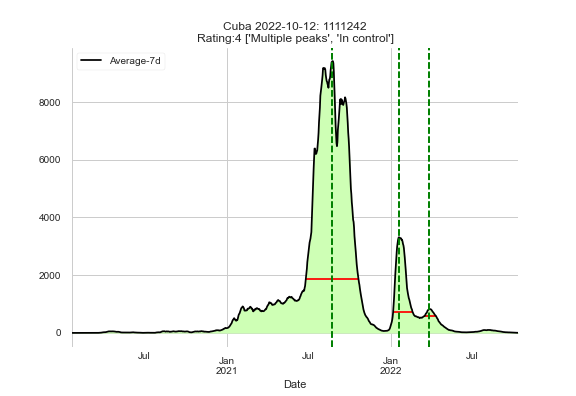 Cuba 2022-10-12: 1111242
Rating:4 ['Multiple peaks', 'In control']
Average-7d
8000
6000
4000
2000
0
Jul
Jan
2021
Jul
Jan
2022
Jul
Date